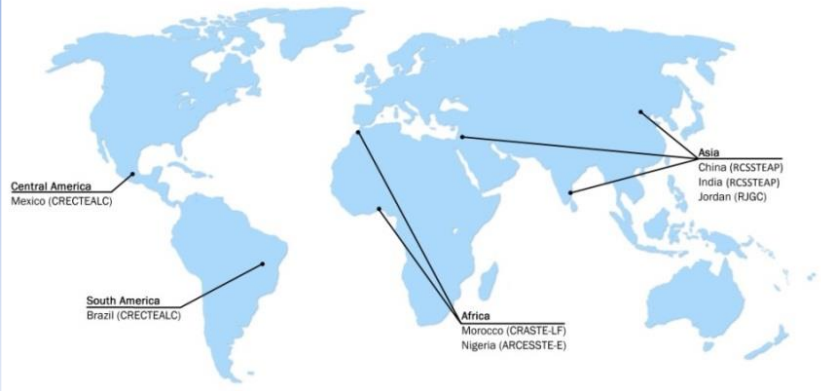 Central America
Mexico (CRECTEALC)
South America
Brazil (CRECTEALC)
Africa
Morocco (CRASTE-LF)
Nigeria (ARCESSTE-E)
Asia
China (RCSSTEAP)
India (RCSSTEAP)
Jordan (RJGC)